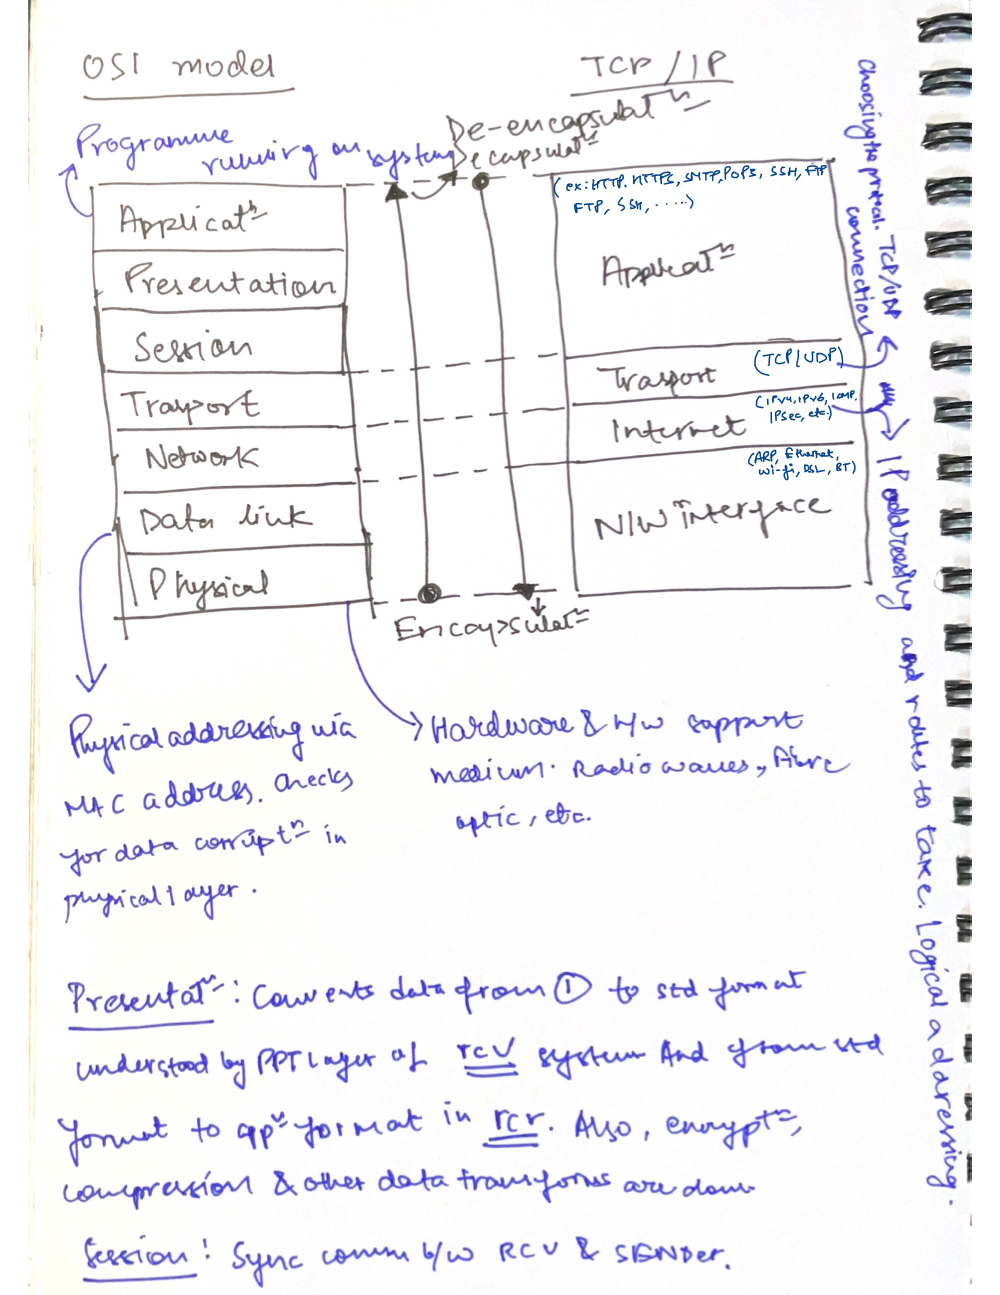 OSI model
TCP/IP
De-encapsulatⁿ
Decapsulatⁿ
Programme
running on system
Applicatⁿ
Presentation
Session
Trasport
Network
Data link
Physical
(ex: HTTP, HTTPS, SMTP, POP3, SSH, FTP
FTP, SSH, .....)
Applicatⁿ
Trasport (TCP/UDP)
Internet (IPv4, IPv6, ICMP,
IPSec, etc)
(ARP, Ethernet,
Wi-fi, DSL, BT)
N/W Interface
Encapsulatⁿ
Choosing the protocol. TCP/UDP
connection
IP addressing and routes to take. Logical addressing.
Physical addressing via
MAC address. Checks
for data corruptⁿ in
physical layer.
Hardware & H/W support
medium. Radio waves, Fibre
optic, etc.
Presentatⁿ: Converts data from ① to std format
understood by PPT Layer of rcv system And from std
format to appⁿ format in rcr. Also, encryptⁿ,
compression & other data transforms are done.
Session: Sync comm b/w RCV & SENDer.